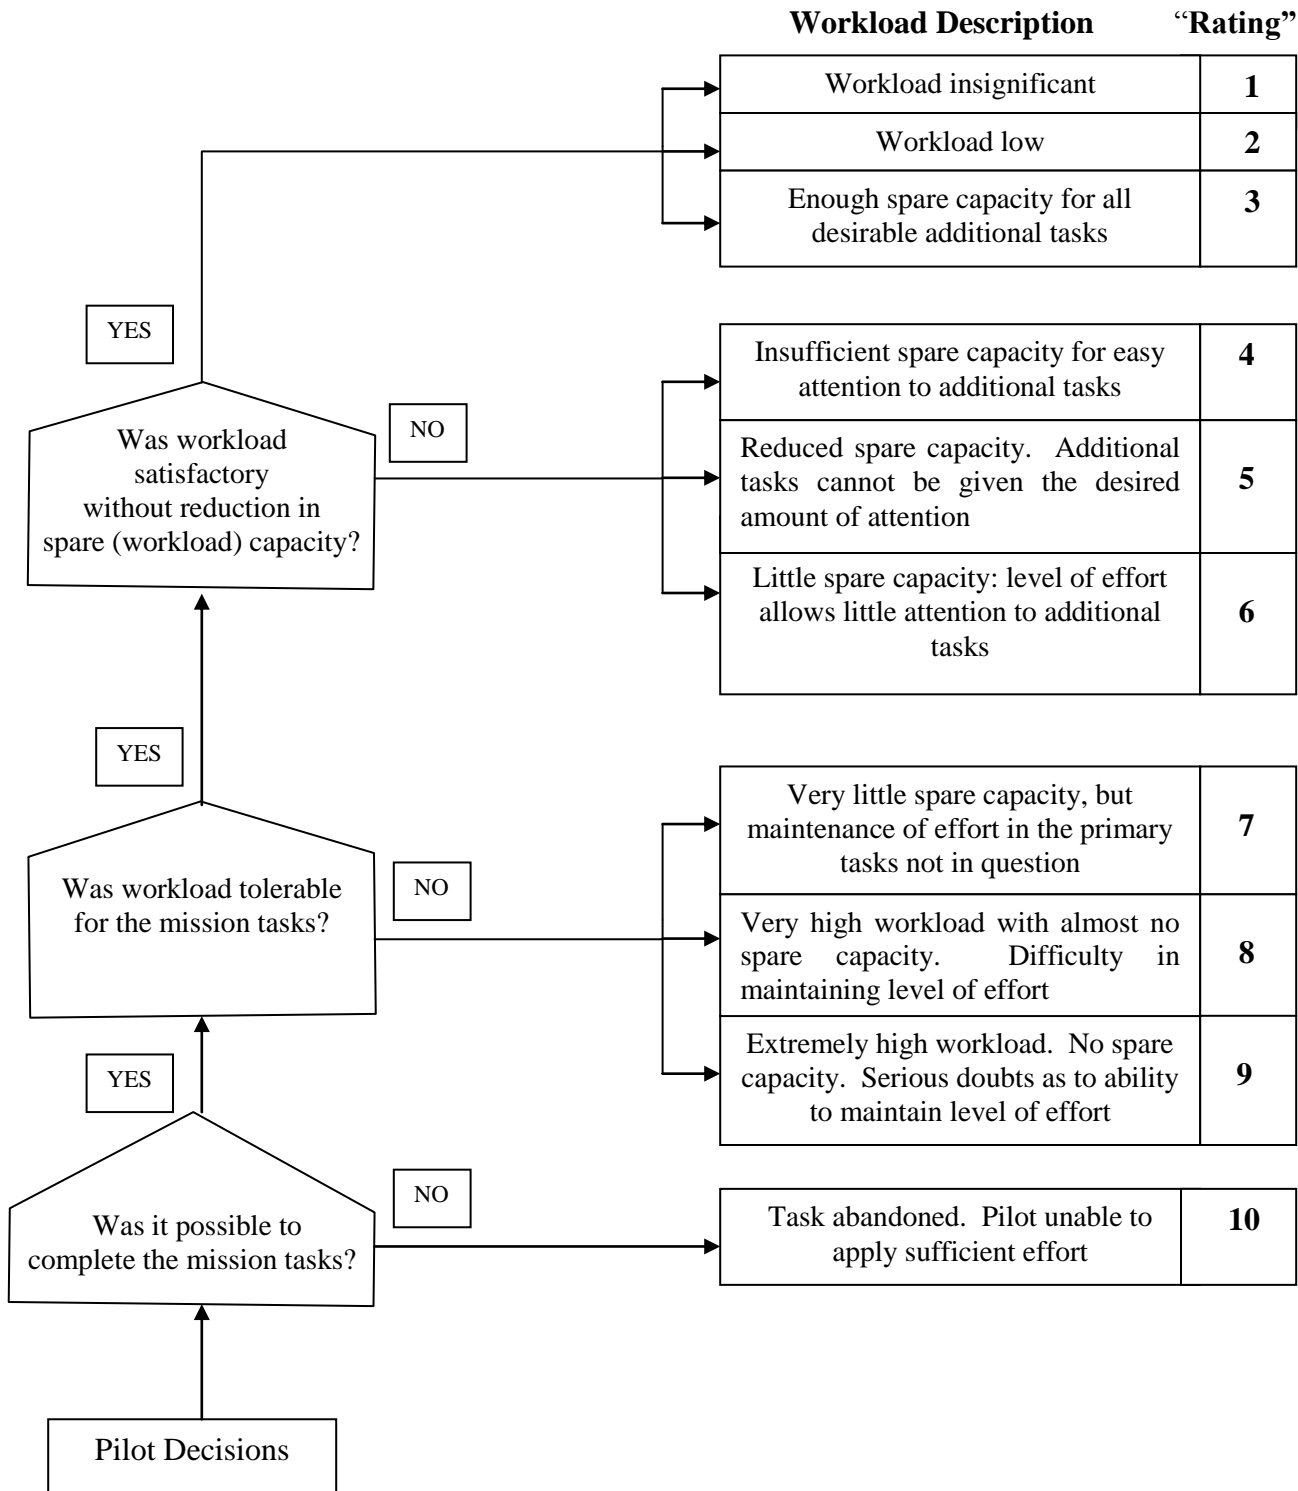 Workload Description “Rating”
Workload insignificant 1
Workload low 2
Enough spare capacity for all 3
desirable additional tasks
YES
Insufficient spare capacity for easy 4
attention to additional tasks
NO
Was workload
satisfactory
without reduction in
spare (workload) capacity?
Reduced spare capacity. Additional
tasks cannot be given the desired 5
amount of attention
Little spare capacity: level of effort
allows little attention to additional 6
tasks
YES
Very little spare capacity, but
maintenance of effort in the primary 7
tasks not in question
NO
Was workload tolerable
for the mission tasks?
Very high workload with almost no
spare capacity. Difficulty in 8
maintaining level of effort
YES
Extremely high workload. No spare
capacity. Serious doubts as to ability 9
to maintain level of effort
NO
Was it possible to
complete the mission tasks?
Task abandoned. Pilot unable to 10
apply sufficient effort
Pilot Decisions